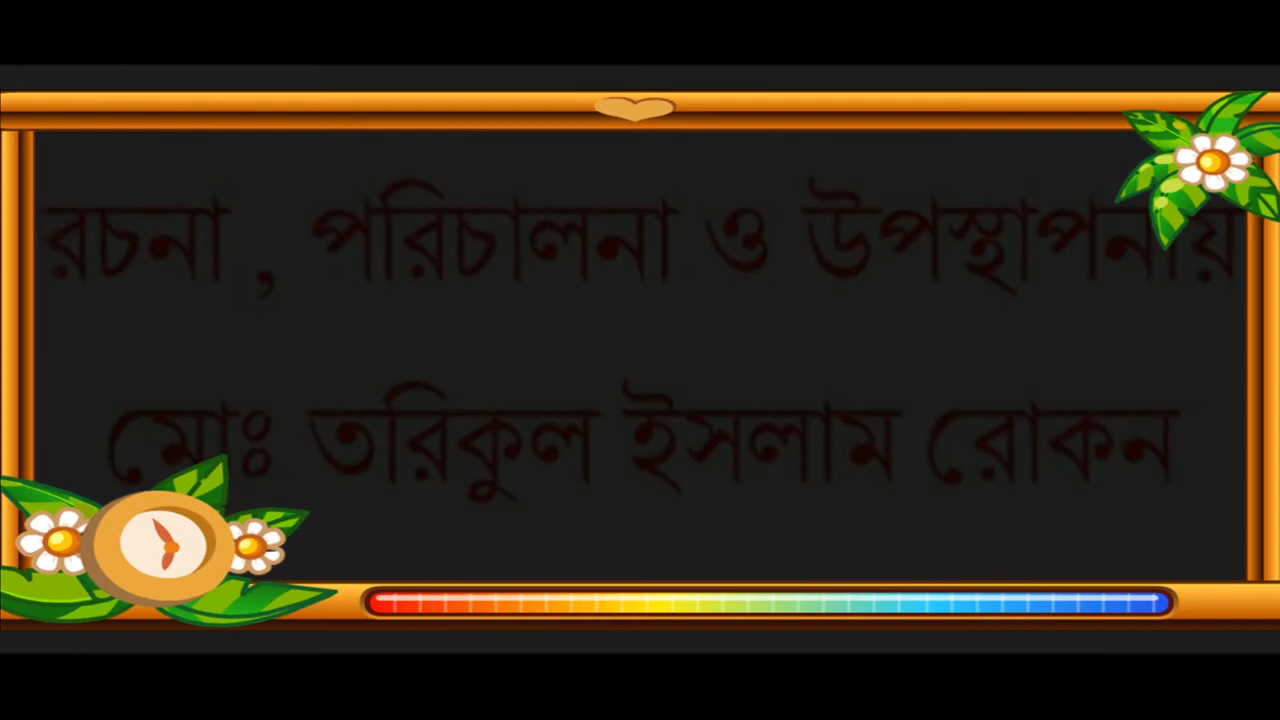 রচনা , পরিচালনা ও উপস্থাপনায়
মোঃ তরিকুল ইসলাম রোকন